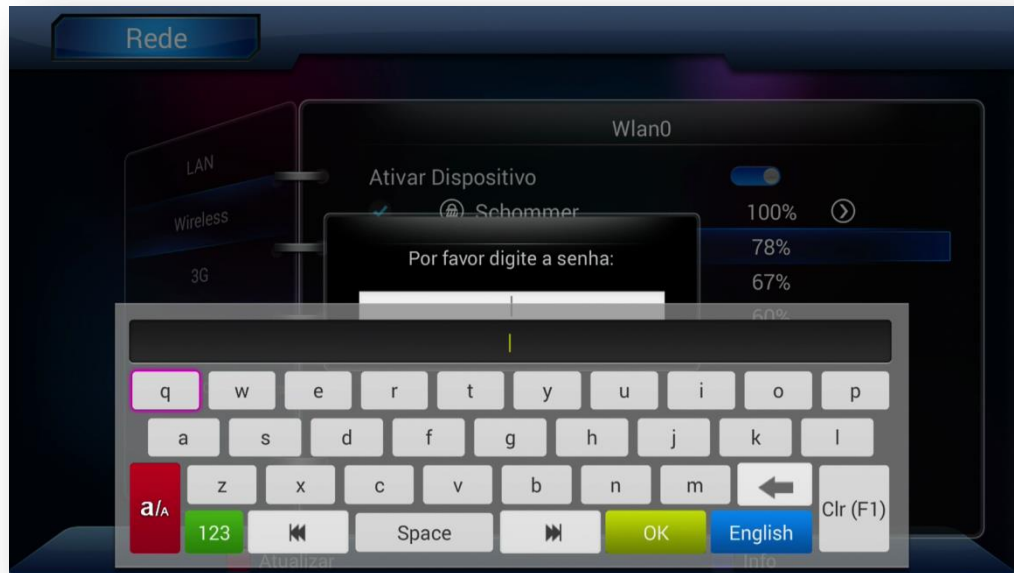 Rede
Wlan0
LAN
Ativar Dispositivo
Wireless
Schommer 100%
78%
3G
Por favor digite a senha:
67%
60%
q w e r t y u i o p
a s d f g h j k l
a/A z x c v b n m Clr (F1)
123 Space OK English
Atualizar Info